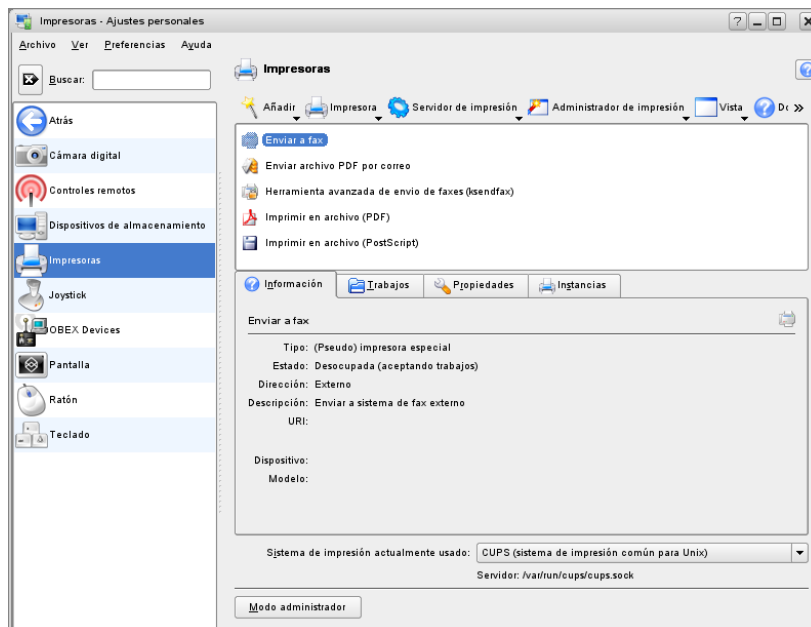 Impresoras - Ajustes personales
Archivo Ver Preferencias Ayuda
Buscar:
Atrás
Cámara digital
Controles remotos
Dispositivos de almacenamiento
Impresoras
Joystick
OBEX Devices
Pantalla
Ratón
Teclado
Impresoras
Añadir Impresora Servidor de impresión Administrador de impresión Vista
Enviar a fax
Enviar archivo PDF por correo
Herramienta avanzada de envio de faxes (ksendfax)
Imprimir en archivo (PDF)
Imprimir en archivo (PostScript)
Información Trabajos Propiedades Instancias
Enviar a fax
Tipo: (Pseudo) impresora especial
Estado: Desocupada (aceptando trabajos)
Dirección: Externo
Descripción: Enviar a sistema de fax externo
URI:
Dispositivo:
Modelo:
Sistema de impresión actualmente usado: CUPS (sistema de impresión común para Unix)
Servidor: /var/run/cups/cups.sock
Modo administrador